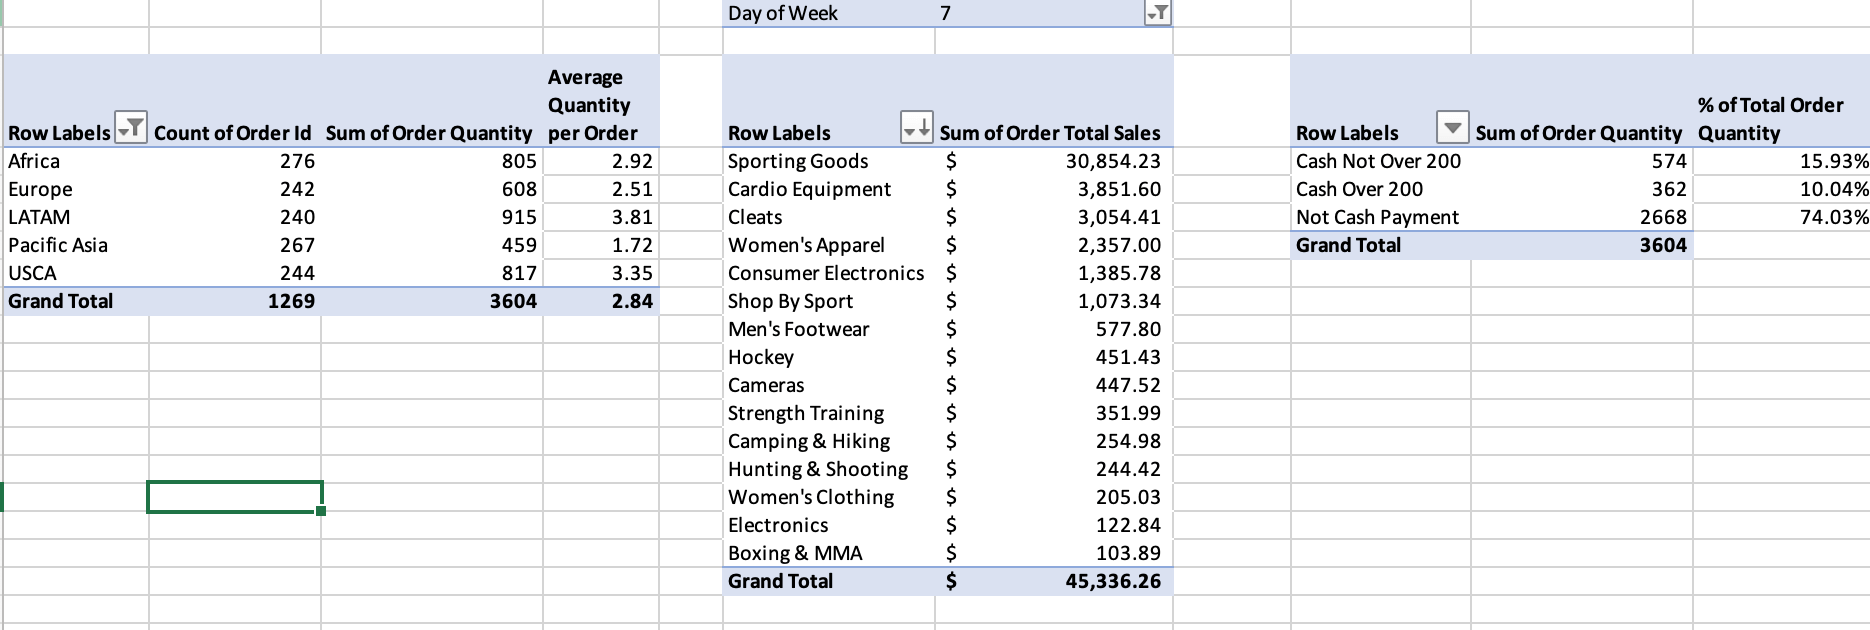 Day of Week 7
Row Labels Count of Order Id Sum of Order Quantity Average Quantity per Order
Africa 276 805 2.92
Europe 242 608 2.51
LATAM 240 915 3.81
Pacific Asia 267 459 1.72
USCA 244 817 3.35
Grand Total 1269 3604 2.84
Row Labels Sum of Order Total Sales
Sporting Goods $ 30,854.23
Cardio Equipment $ 3,851.60
Cleats $ 3,054.41
Women's Apparel $ 2,357.00
Consumer Electronics $ 1,385.78
Shop By Sport $ 1,073.34
Men's Footwear $ 577.80
Hockey $ 451.43
Cameras $ 447.52
Strength Training $ 351.99
Camping & Hiking $ 254.98
Hunting & Shooting $ 244.42
Women's Clothing $ 205.03
Electronics $ 122.84
Boxing & MMA $ 103.89
Grand Total $ 45,336.26
Row Labels Sum of Order Quantity % of Total Order Quantity
Cash Not Over 200 574 15.93%
Cash Over 200 362 10.04%
Not Cash Payment 2668 74.03%
Grand Total 3604